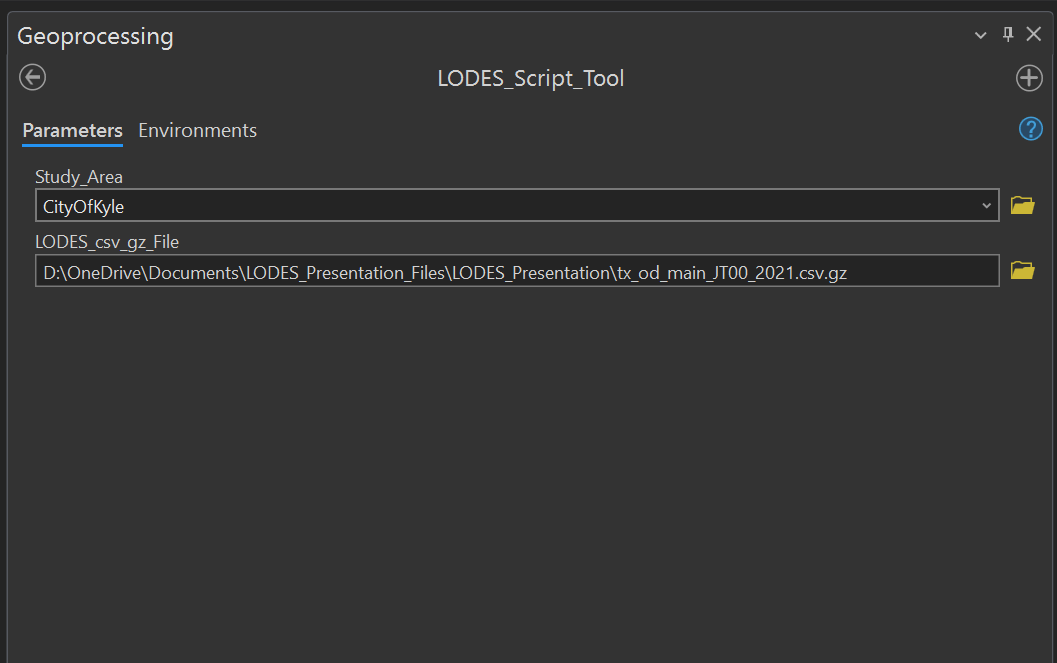 Geoprocessing
LODES_Script_Tool
Parameters Environments
Study_Area
CityOfKyle
LODES_csv_gz_File
D:\OneDrive\Documents\LODES_Presentation_Files\LODES_Presentation\tx_od_main_JT00_2021.csv.gz